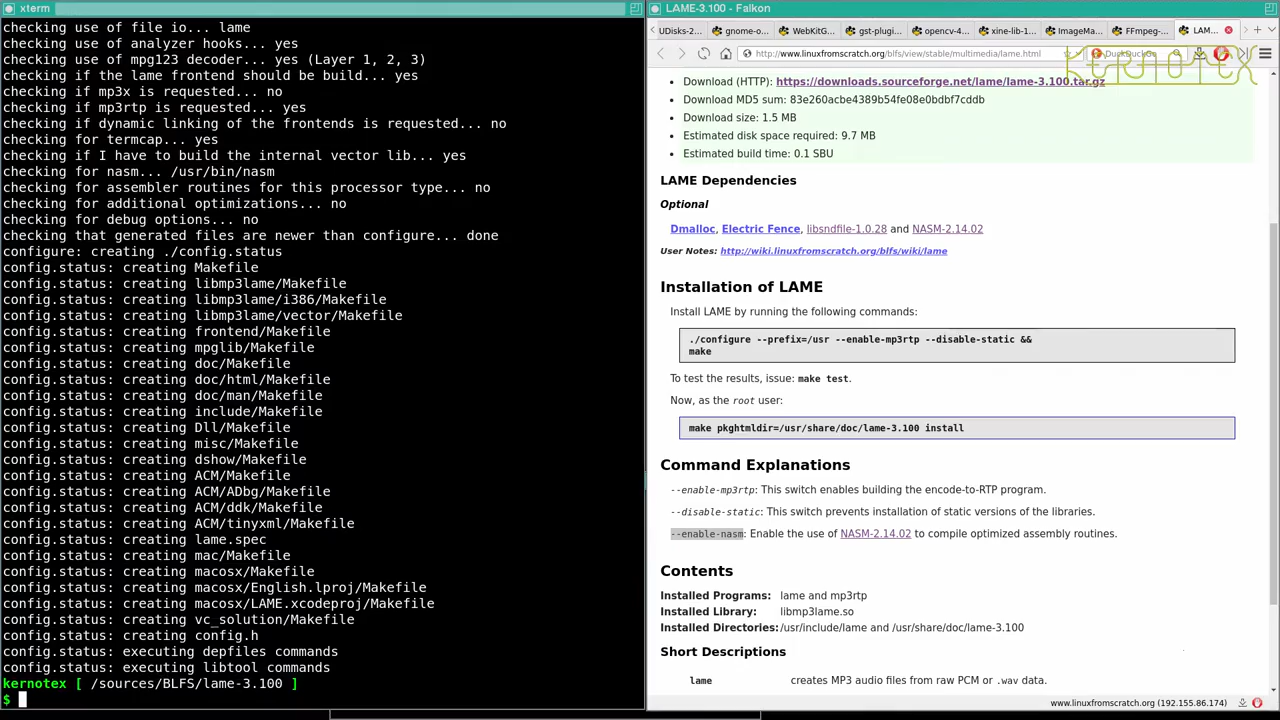 xterm
checking use of file io... lame
checking use of analyzer hooks... yes
checking use of mpg123 decoder... yes (Layer 1, 2, 3)
checking if the lame frontend should be build... yes
checking if mp3x is requested... no
checking if mp3rtp is requested... yes
checking if dynamic linking of the frontends is requested... no
checking for termcap... yes
checking if I have to build the internal vector lib... yes
checking for nasm... /usr/bin/nasm
checking for assembler routines for this processor type... no
checking for additional optimizations... no
checking for debug options... no
checking that generated files are newer than configure... done
configure: creating ./config.status
config.status: creating Makefile
config.status: creating libmp3lame/Makefile
config.status: creating libmp3lame/i386/Makefile
config.status: creating libmp3lame/vector/Makefile
config.status: creating frontend/Makefile
config.status: creating mpglib/Makefile
config.status: creating doc/Makefile
config.status: creating doc/html/Makefile
config.status: creating doc/man/Makefile
config.status: creating include/Makefile
config.status: creating Dll/Makefile
config.status: creating misc/Makefile
config.status: creating dshow/Makefile
config.status: creating ACM/Makefile
config.status: creating ACM/ADbg/Makefile
config.status: creating ACM/ddk/Makefile
config.status: creating ACM/tinyxml/Makefile
config.status: creating lame.spec
config.status: creating mac/Makefile
config.status: creating macosx/Makefile
config.status: creating macosx/English.lproj/Makefile
config.status: creating macosx/LAME.xcodeproj/Makefile
config.status: creating vc_solution/Makefile
config.status: creating config.h
config.status: executing depfiles commands
config.status: executing libtool commands
kernotex [ /sources/BLFS/lame-3.100 ]
$
LAME-3.100 - Falkon
UDisks-2... gnome-o... WebKitG... gst-plugin... opencv-4... xine-lib-1... ImageMa... FFmpeg-... LAM...
http://www.linuxfromscratch.org/blfs/view/stable/multimedia/lame.html DuckDuckGo
KERNOTEX
Download (HTTP): https://downloads.sourceforge.net/lame/lame-3.100.tar.gz
Download MD5 sum: 83e260acbe4389b54fe08e0bdbf7cddb
Download size: 1.5 MB
Estimated disk space required: 9.7 MB
Estimated build time: 0.1 SBU
LAME Dependencies
Optional
Dmalloc, Electric Fence, libsndfile-1.0.28 and NASM-2.14.02
User Notes: http://wiki.linuxfromscratch.org/blfs/wiki/lame
Installation of LAME
Install LAME by running the following commands:
./configure --prefix=/usr --enable-mp3rtp --disable-static &&
make
To test the results, issue: make test.
Now, as the root user:
make pkghtmldir=/usr/share/doc/lame-3.100 install
Command Explanations
--enable-mp3rtp: This switch enables building the encode-to-RTP program.
--disable-static: This switch prevents installation of static versions of the libraries.
--enable-nasm: Enable the use of NASM-2.14.02 to compile optimized assembly routines.
Contents
Installed Programs: lame and mp3rtp
Installed Library: libmp3lame.so
Installed Directories: /usr/include/lame and /usr/share/doc/lame-3.100
Short Descriptions
lame creates MP3 audio files from raw PCM or .wav data.
www.linuxfromscratch.org (192.155.86.174)